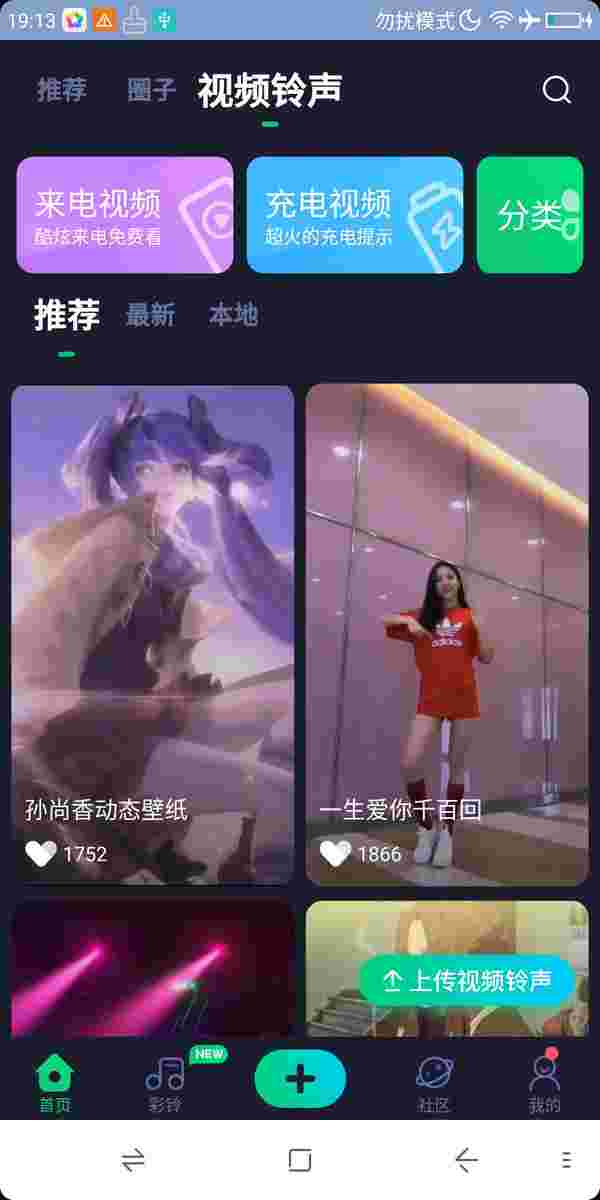 19:13 勿扰模式
推荐 圈子 视频铃声
来电视频 充电视频 分类
酷炫来电免费看 超火的充电提示
推荐 最新 本地
adidas
孙尚香动态壁纸 一生爱你千百回
1752 1866
上传视频铃声
NEW
首页 彩铃 社区 我的